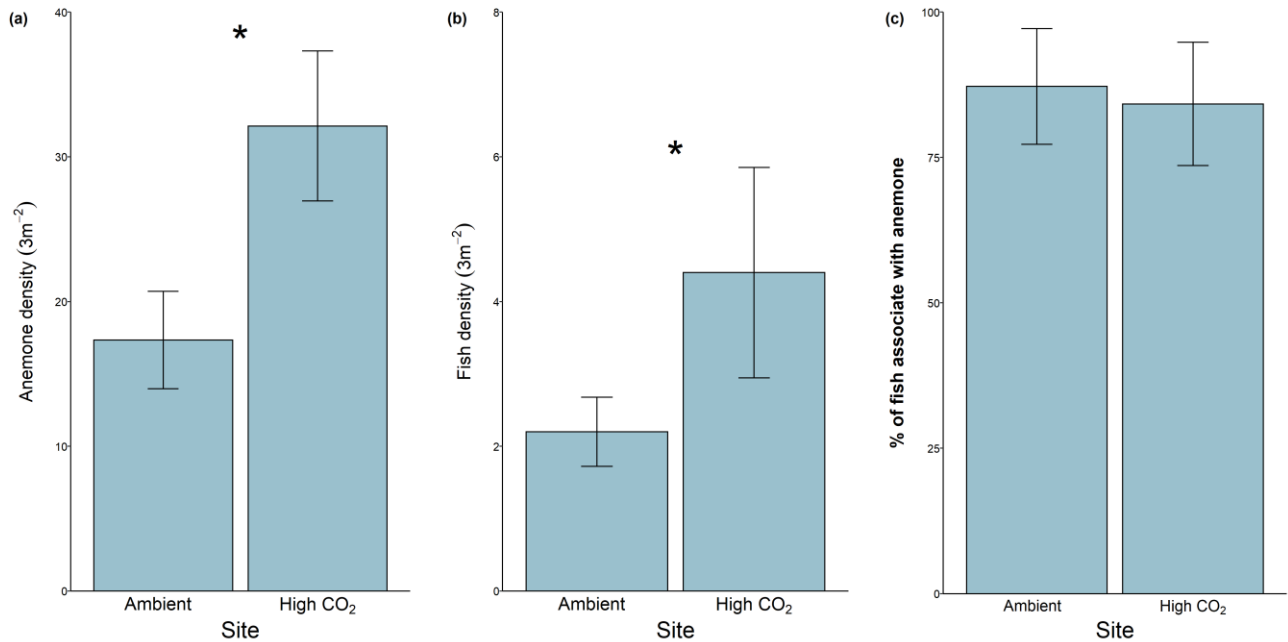 (a)
Anemone density (3m⁻²)
40
30
20
10
0
*
Ambient
High CO₂
Site
(b)
Fish density (3m⁻²)
8
6
4
2
0
*
Ambient
High CO₂
Site
(c)
% of fish associate with anemone
100
75
50
25
0
Ambient
High CO₂
Site